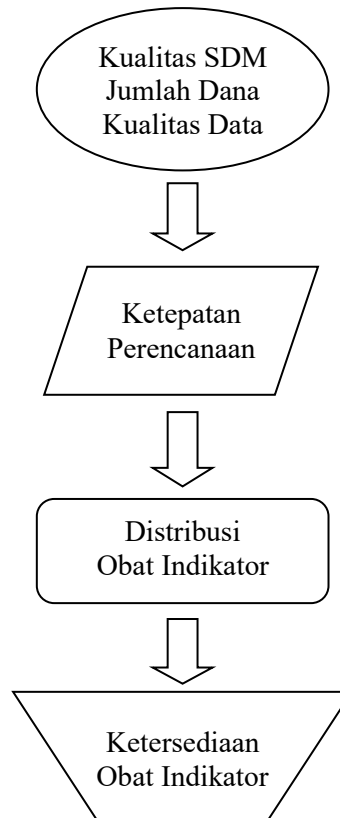 Kualitas SDM
Jumlah Dana
Kualitas Data
Ketepatan
Perencanaan
Distribusi
Obat Indikator
Ketersediaan
Obat Indikator